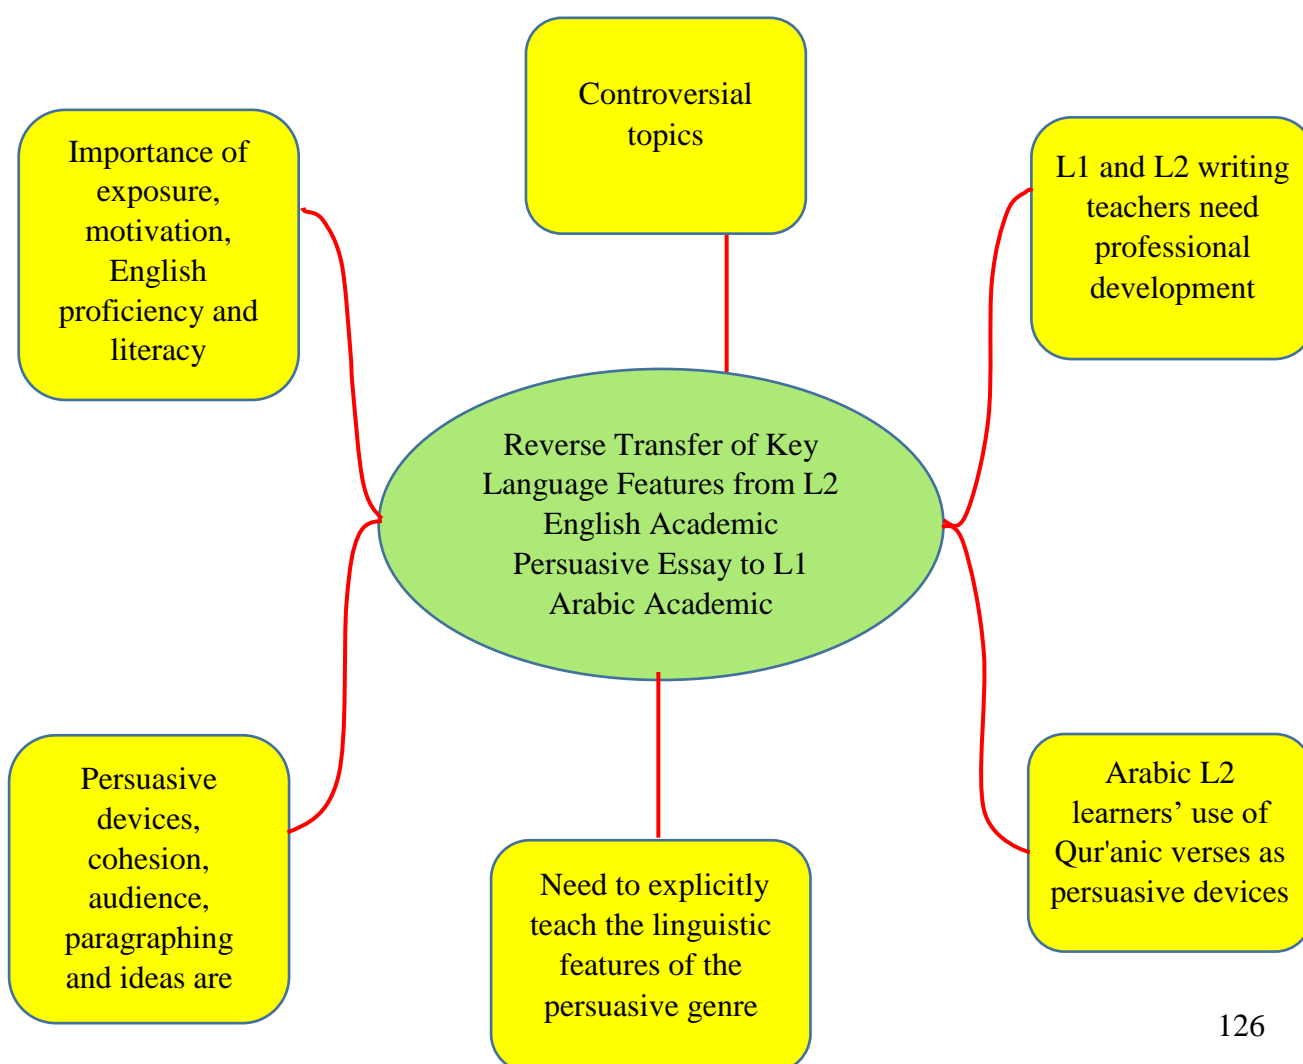 Controversial
topics
Importance of
exposure,
motivation,
English
proficiency and
literacy
L1 and L2 writing
teachers need
professional
development
Reverse Transfer of Key
Language Features from L2
English Academic
Persuasive Essay to L1
Arabic Academic
Persuasive
devices,
cohesion,
audience,
paragraphing
and ideas are
Need to explicitly
teach the linguistic
features of the
persuasive genre
Arabic L2
learners’ use of
Qur'anic verses as
persuasive devices
126